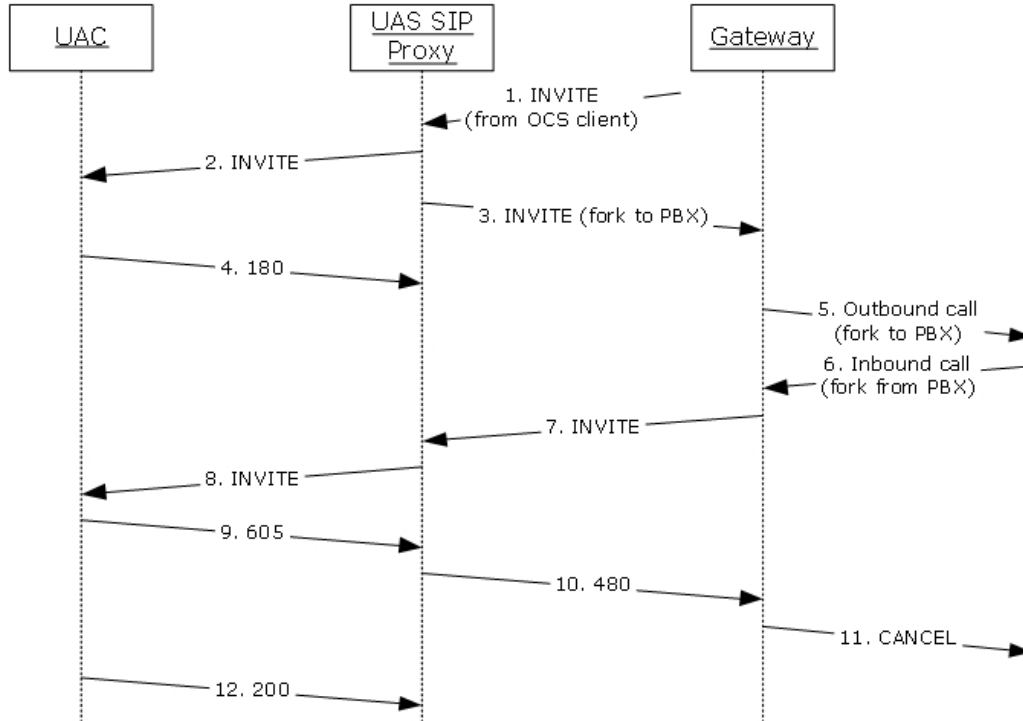 UAC
UAS SIP
Proxy
Gateway
1. INVITE
(from OCS client)
2. INVITE
3. INVITE (fork to PBX)
4. 180
5. Outbound call
(fork to PBX)
6. Inbound call
(fork from PBX)
7. INVITE
8. INVITE
9. 605
10. 480
11. CANCEL
12. 200